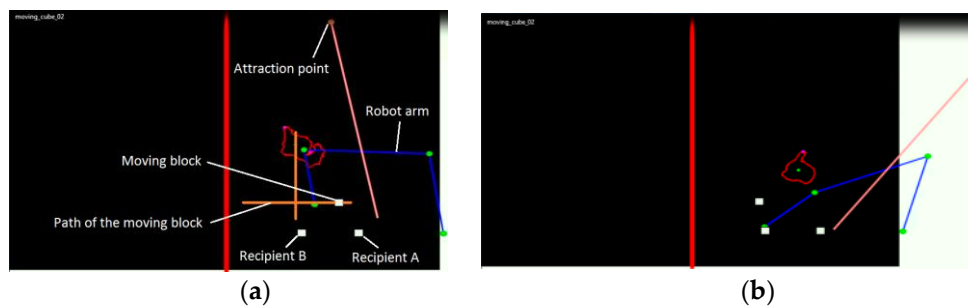 moving_cube_02
Attraction point
Robot arm
Moving block
Path of the moving block
Recipient B
Recipient A
(a)
moving_cube_02
(b)